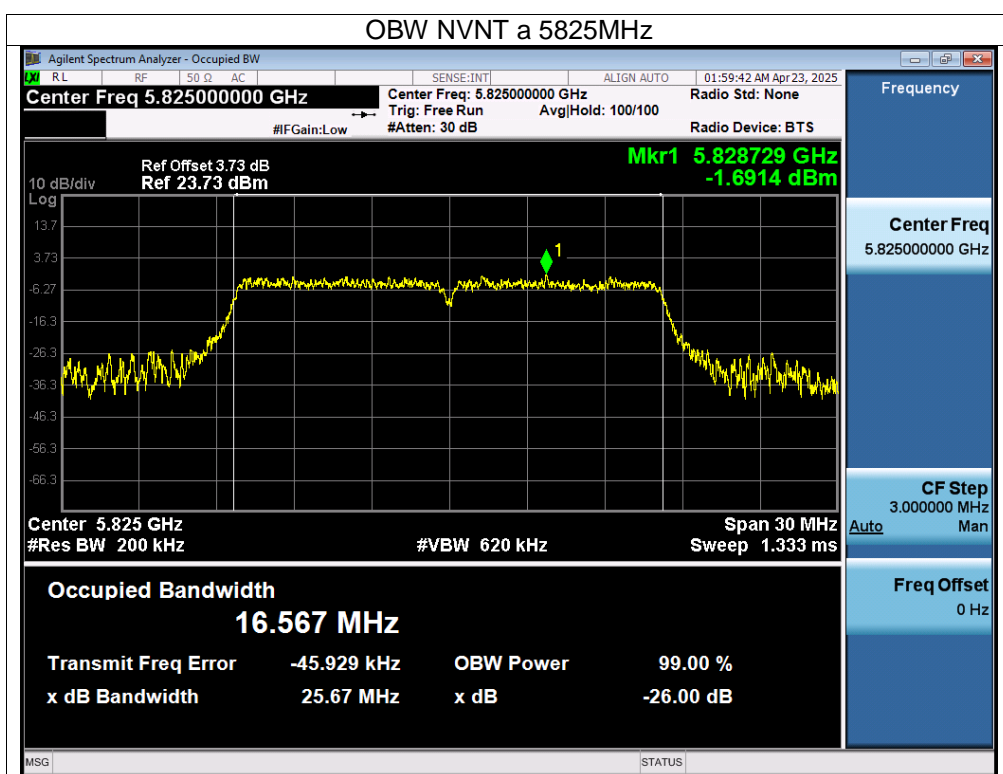 OBW NVNT a 5825MHz
Agilent Spectrum Analyzer - Occupied BW
LXI RL RF 50 Ω AC SENSE:INT ALIGN AUTO 01:59:42 AM Apr 23, 2025
Center Freq 5.825000000 GHz
Center Freq: 5.825000000 GHz Radio Std: None
Trig: Free Run Avg|Hold: 100/100
#IFGain:Low #Atten: 30 dB Radio Device: BTS
Frequency
Mkr1 5.828729 GHz
-1.6914 dBm
Ref Offset 3.73 dB
10 dB/div Ref 23.73 dBm
Log
13.7
3.73
-6.27
-16.3
-26.3
-36.3
-46.3
-56.3
-66.3
1
Center 5.825 GHz Span 30 MHz
#Res BW 200 kHz #VBW 620 kHz Sweep 1.333 ms
Center Freq
5.825000000 GHz
CF Step
3.000000 MHz
Auto Man
Freq Offset
0 Hz
Occupied Bandwidth
16.567 MHz
Transmit Freq Error -45.929 kHz OBW Power 99.00 %
x dB Bandwidth 25.67 MHz x dB -26.00 dB
MSG STATUS